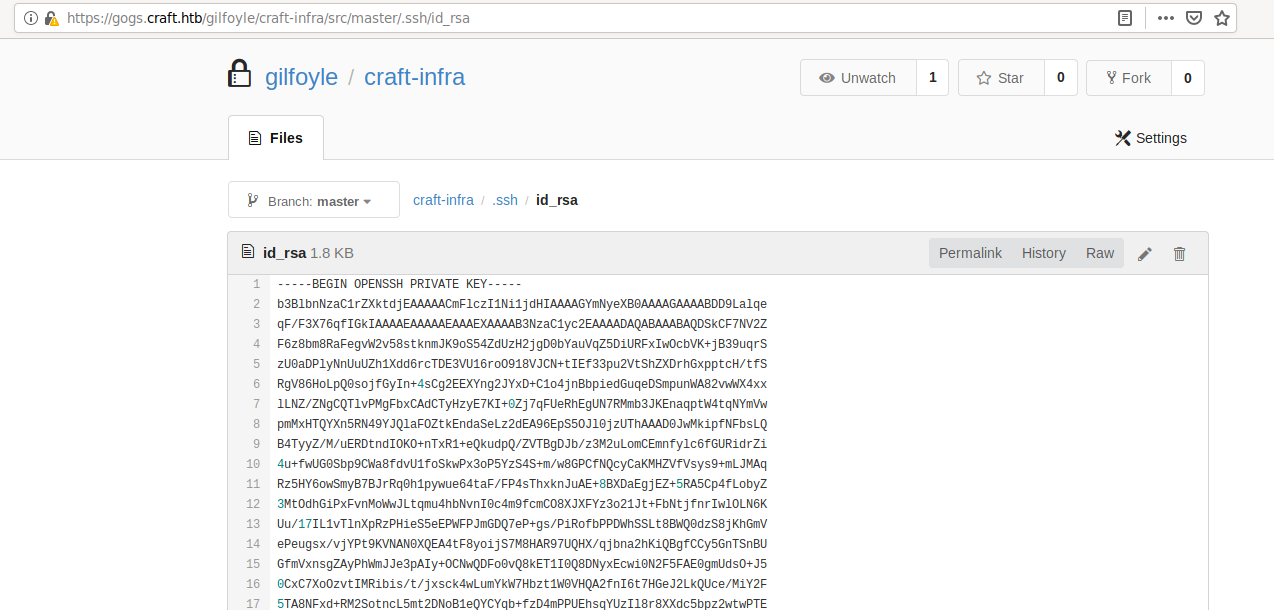 https://gogs.craft.htb/gilfoyle/craft-infra/src/master/.ssh/id_rsa
gilfoyle / craft-infra
Unwatch 1 Star 0 Fork 0
Files Settings
Branch: master craft-infra / .ssh / id_rsa
id_rsa 1.8 KB Permalink History Raw
1 -----BEGIN OPENSSH PRIVATE KEY-----
2 b3BlbnNzaC1rZXktdjEAAAAACmFlczI1Ni1jdHIAAAAGYmNyeXB0AAAAGAAAABDD9Lalqe
3 qF/F3X76qfIGkIAAAAEAAAAAEAAAEXAAAAB3NzaC1yc2EAAAADAQABAAABAQDSkCF7NV2Z
4 F6z8bm8RaFegvW2v58stknmJK9oS54ZdUzH2jgD0bYauVqZ5DiURFxIwOcbVK+jB39uqrS
5 zU0aDPlyNnUuUZh1Xdd6rcTDE3VU16roO918VJCN+tIEf33pu2VtShZXDrhGxpptcH/tfS
6 RgV86HoLpQ0sojfGyIn+4sCg2EEXYng2JYxD+C1o4jnBbpiedGuqeDSmpunWA82vwWX4xx
7 lLNZ/ZNgCQTlvPMgFbxCAdCTyHzyE7KI+0Zj7qFUeRhEgUN7RMmb3JKEnaqptW4tqNYmVw
8 pmMxHTQYXn5RN49YJQlaFOZtkEndaSeLz2dEA96EpS5OJl0jzUThAAAD0JwMkipfNFbsLQ
9 B4TyyZ/M/uERDtndIOKO+nTxR1+eQkudpQ/ZVTBgDJb/z3M2uLomCEmnfylc6fGURidrZi
10 4u+fwUG0Sbp9CWa8fdvU1foSkwPx3oP5YzS4S+m/w8GPCfNQcyCaKMHZVfVsys9+mLJMAq
11 Rz5HY6owSmyB7BJrRq0h1pywue64taF/FP4sThxknJuAE+8BXDaEgjEZ+5RA5Cp4fLobyZ
12 3MtOdhGiPxFvnMoWwJLtqmu4hbNvnI0c4m9fcmCO8XJXFYz3o21Jt+FbNtjfnrIwlOLN6K
13 Uu/17IL1vTlnXpRzPHieS5eEPWFPJmGDQ7eP+gs/PiRofbPPDWhSSLt8BWQ0dzS8jKhGmV
14 ePeugsx/vjYPt9KVNAN0XQEA4tF8yoijS7M8HAR97UQHX/qjbna2hKiQBgfCCy5GnTSnBU
15 GfmVxnsgZAyPhWmJJe3pAIy+OCNwQDFo0vQ8kET1I0Q8DNyxEcwi0N2F5FAE0gmUdsO+J5
16 0CxC7XoOzvtIMRibis/t/jxsck4wLumYkW7Hbzt1W0VHQA2fnI6t7HGeJ2LkQUce/MiY2F
17 5TA8NFxd+RM2SotncL5mt2DNoB1eQYCYqb+fzD4mPPUEhsqYUzIl8r8XXdc5bpz2wtwPTE